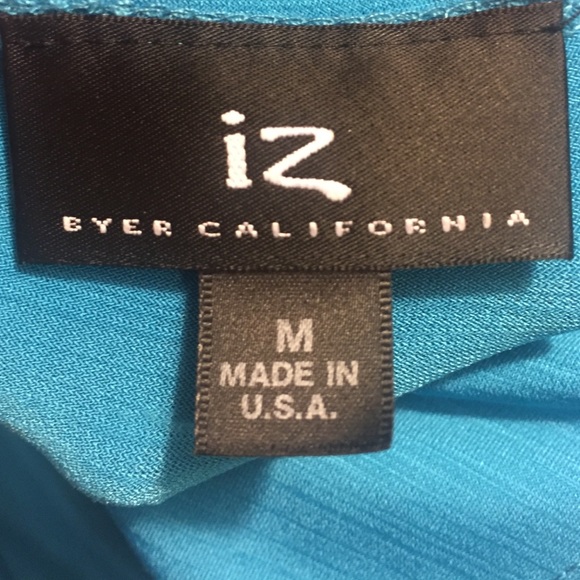 iz
BYER CALIFORNIA
M
MADE IN
U.S.A.